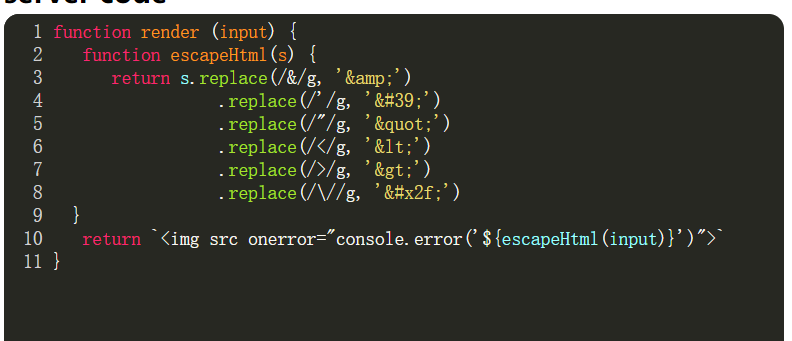 server code
1 function render (input) {
2   function escapeHtml(s) {
3     return s.replace(/&/g, '&amp;')
4             .replace(/'/g, '&#39;')
5             .replace(/"/g, '&quot;')
6             .replace(/</g, '&lt;')
7             .replace(/>/g, '&gt;')
8             .replace(/\//g, '&#x2f;')
9   }
10   return `<img src onerror="console.error('${escapeHtml(input)}')">`
11 }